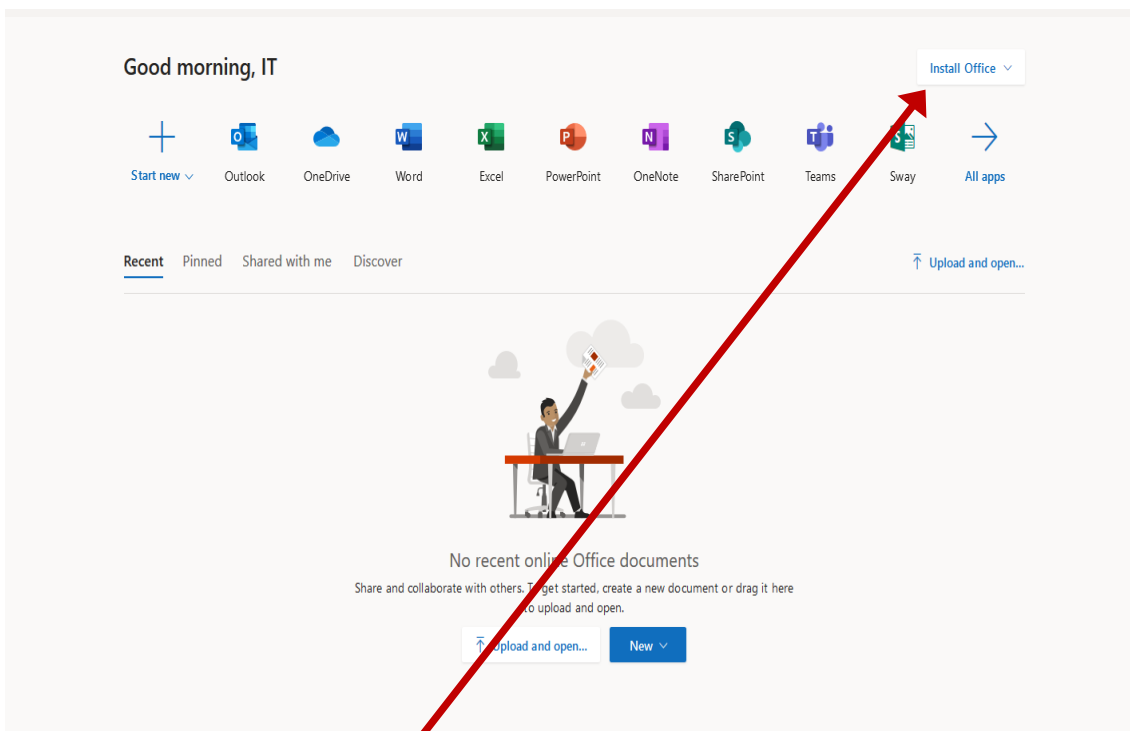 Good morning, IT
Install Office
Start new
Outlook
OneDrive
Word
Excel
PowerPoint
OneNote
SharePoint
Teams
Sway
All apps
Recent
Pinned
Shared with me
Discover
Upload and open...
No recent online Office documents
Share and collaborate with others. To get started, create a new document or drag it here
to upload and open.
Upload and open...
New